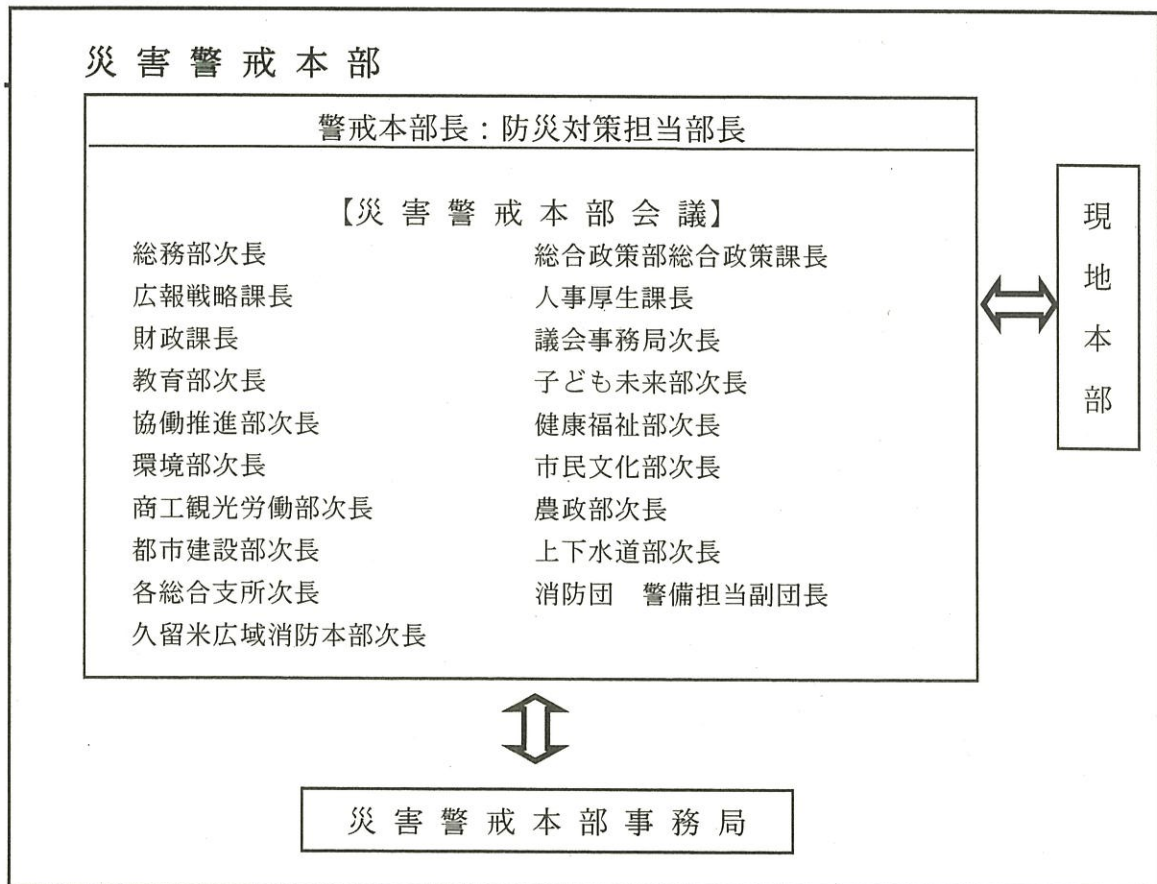 災害警戒本部
警戒本部長：防災対策担当部長
【災害警戒本部会議】
総務部次長　総合政策部総合政策課長
広報戦略課長　人事厚生課長
財政課長　議会事務局次長
教育部次長　子ども未来部次長
協働推進部次長　健康福祉部次長
環境部次長　市民文化部次長
商工観光労働部次長　農政部次長
都市建設部次長　上下水道部次長
各総合支所次長　消防団　警備担当副団長
久留米広域消防本部次長
現地本部
災害警戒本部事務局